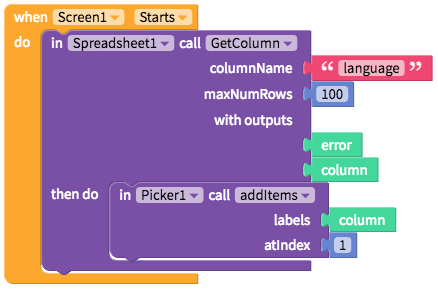 when Screen1 Starts
do in Spreadsheet1 call GetColumn
columnName “ language ”
maxNumRows 100
with outputs
error
column
then do in Picker1 call addItems
labels column
atIndex 1